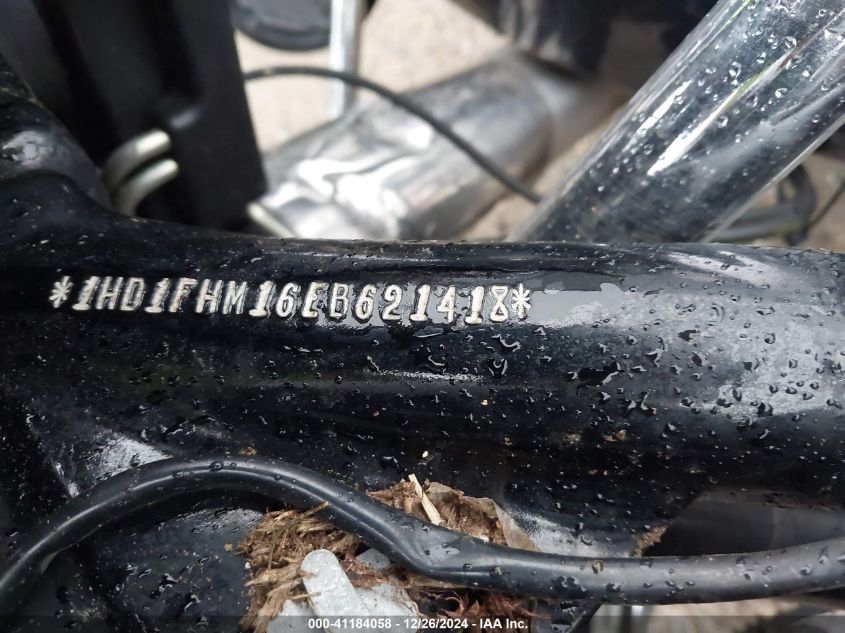 *1HD1FHM16EB621418*
000-41184058 - 12/26/2024 - IAA Inc.